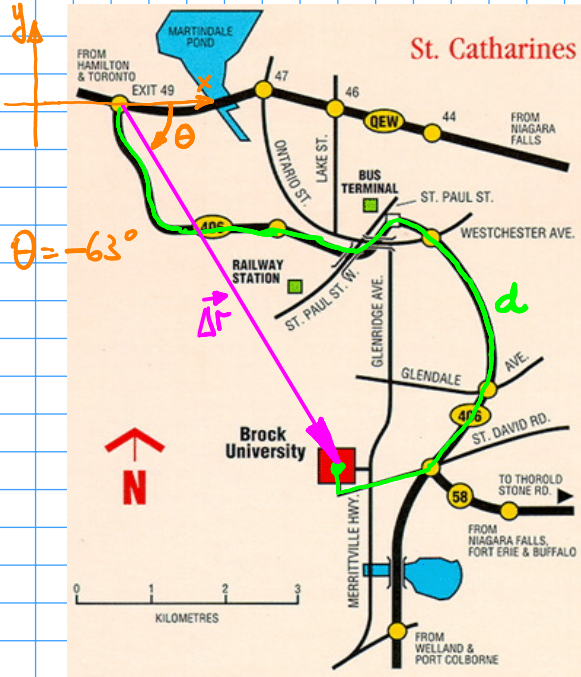 y
MARTINDALE
POND
St. Catharines
FROM
HAMILTON
& TORONTO
EXIT 49
x
47
46
44
QEW
FROM
NIAGARA
FALLS
θ
ONTARIO ST.
LAKE ST.
BUS
TERMINAL
ST. PAUL ST.
406
WESTCHESTER AVE.
θ = -63°
RAILWAY
STATION
ST. PAUL ST. W.
GLENRIDGE AVE.
d
Δr
GLENDALE AVE.
406
ST. DAVID RD.
Brock
University
N
58
TO THOROLD
STONE RD.
FROM
NIAGARA FALLS,
FORT ERIE & BUFFALO
MERRITTVILLE HWY.
0 1 2 3
KILOMETRES
FROM
WELLAND &
PORT COLBORNE